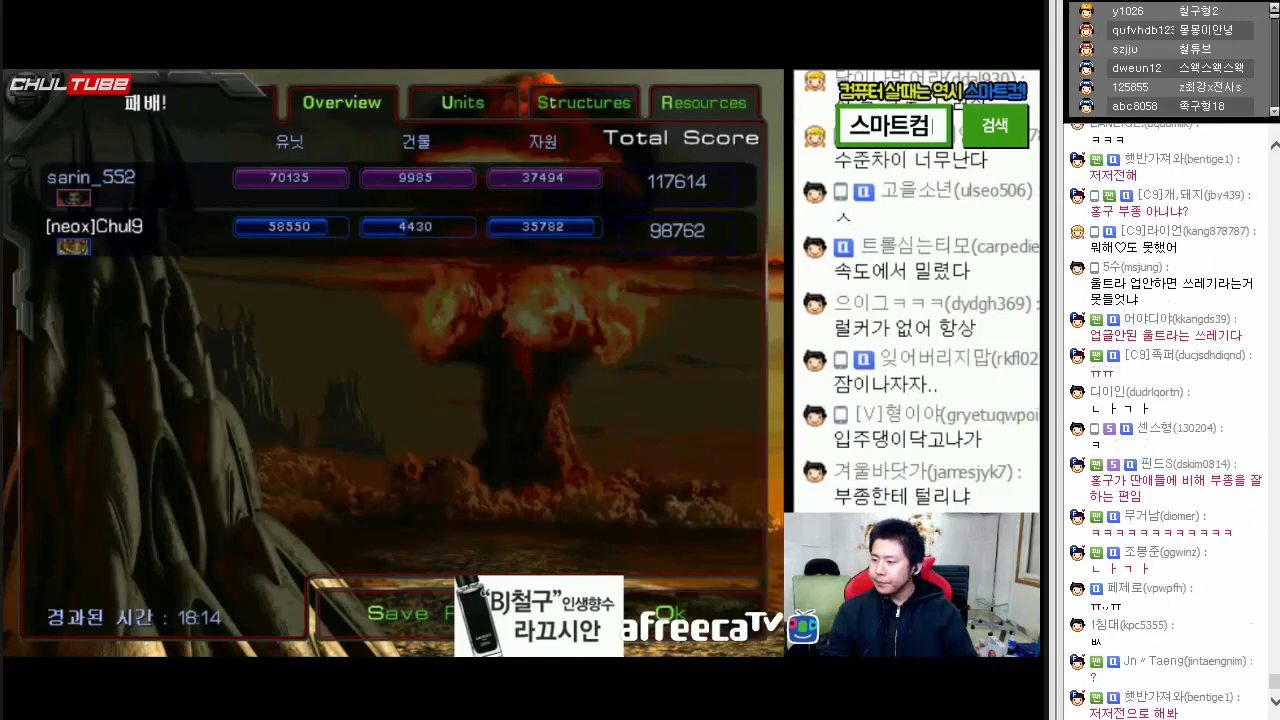 CHULTUBE
패배!
Overview
Units
Structures
Resources
유닛
건물
자원
Total Score
sarin_552
70135
9985
37494
117614
[neox]Chul9
58550
4430
35782
98762
경과된 시간 : 18:14
Save
Ok
"BJ철구" 인생향수
라끄시안
afreecaTV
컴퓨터 살때는 역시 스마트컴!
스마트컴
검색
수준차이 너무난다
고을소년(ulseo506)
ㅅ
트롤심는티모(carpedie
속도에서 밀렸다
으이그ㅋㅋㅋ(dydgh369) :
럴커가 없어 항상
잊어버리지맙(rkfl02
잠이나자자..
[V]형이야(gryetuqwpoi
입주댕이닥고나가
겨울바닷가(jamesjyk7) :
부종한테 털리냐
y1026 철구형2
qufvhdb123 몽몽이안녕
szjju 철튜브
dweun12 스왝스왝스왝
125855 z최강x전사s
abc8058 족구형12
ㅋㅋㅋ
햇반가져와(bentige1) :
저저전해
[C9]개,돼지(jby439) :
홍구 부종 아니냐?
[C9]라이언(kang878787) :
뭐해♡도 못했어
5수(msjung) :
울트라 업안하면 쓰레기라는거
못들엇냐
어야디야(kkangds39) :
업글안된 울트라는 쓰레기다
[C9]족퍼(ducjsdhdiqnd) :
ㅠㅠ
디이인(dudrlqortn) :
ㄴㅏㄱㅏ
센스형(130204) :
ㅋ
핀드S(dskim0814) :
홍구가 딴애들에 비해 부종을 잘
하는 편임
무거남(diomer) :
ㅋㅋㅋㅋㅋㅋㅋㅋㅋㅋㅋ
조봉준(ggwinz) :
ㄴㅏㄱㅏ
페제로(vpwpfh) :
ㅠ,.ㅠ
1침대(kpc5355) :
ㅄ
Jn〃Taeng(jintaengnim) :
?
햇반가져와(bentige1) :
저저전으로 해봐